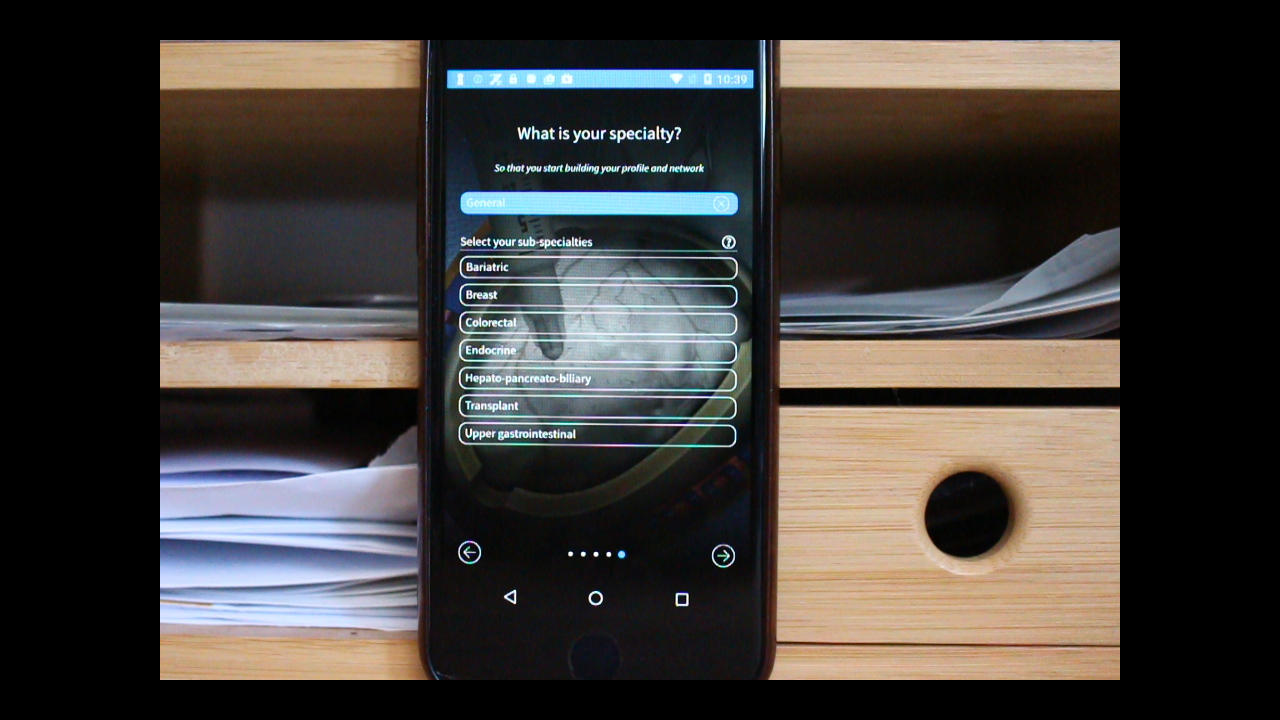 10:39
What is your specialty?
So that you start building your profile and network
General
Select your sub-specialties
?
Bariatric
Breast
Colorectal
Endocrine
Hepato-pancreato-biliary
Transplant
Upper gastrointestinal